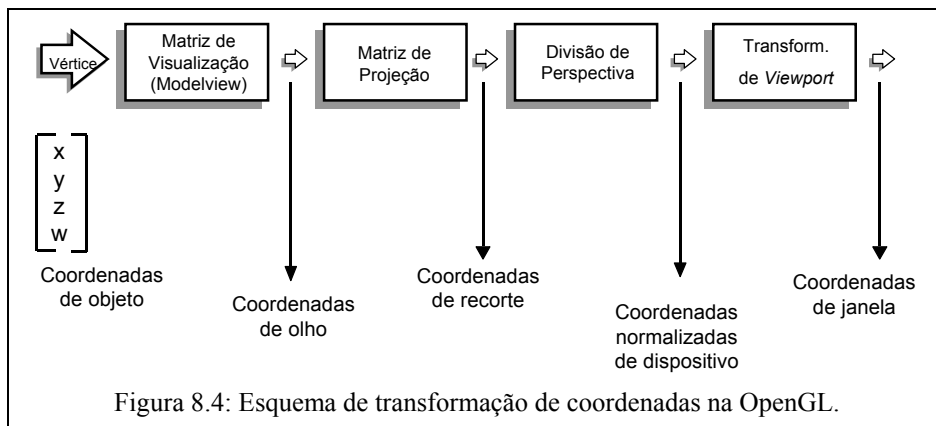 Vértice
Matriz de
Visualização
(Modelview)
Matriz de
Projeção
Divisão de
Perspectiva
Transform.
de Viewport
x
y
z
w
Coordenadas
de objeto
Coordenadas
de olho
Coordenadas
de recorte
Coordenadas
normalizadas
de dispositivo
Coordenadas
de janela
Figura 8.4: Esquema de transformação de coordenadas na OpenGL.